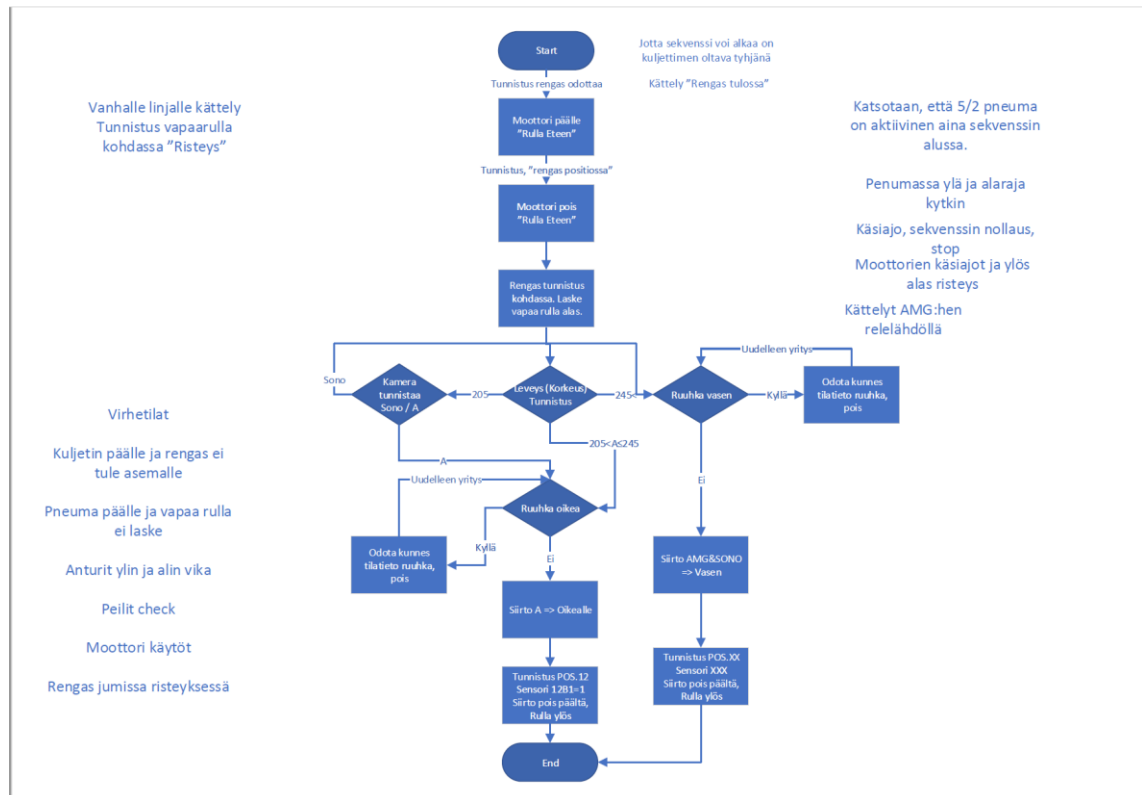 Start
Jotta sekvenssi voi alkaa on
kuljettimen oltava tyhjänä
Kättely ”Rengas tulossa”
Tunnistus rengas odottaa
Vanhalle linjalle kättely
Tunnistus vapaarulla
kohdassa ”Risteys”
Moottori päälle
”Rulla Eteen”
Katsotaan, että 5/2 pneuma
on aktiivinen aina sekvenssin
alussa.
Tunnistus, ”rengas positiossa”
Moottori pois
”Rulla Eteen”
Penumassa ylä ja alaraja
kytkin
Käsiajo, sekvenssin nollaus,
stop
Moottorien käsiajot ja ylös
alas risteys
Kättelyt AMG:hen
relelähdöllä
Rengas tunnistus
kohdassa. Laske
vapaa rulla alas.
Uudelleen yritys
Sono
Kamera
tunnistaa
Sono / A
205
Leveys (Korkeus)
Tunnistus
245<
Ruuhka vasen
Kyllä
Odota kunnes
tilatieto ruuhka,
pois
205<A≤245
A
Ei
Uudelleen yritys
Ruuhka oikea
Kyllä
Odota kunnes
tilatieto ruuhka,
pois
Ei
Siirto AMG&SONO
=> Vasen
Siirto A => Oikealle
Tunnistus POS.XX
Sensori XXX
Siirto pois päältä,
Rulla ylös
Tunnistus POS.12
Sensori 12B1=1
Siirto pois päältä,
Rulla ylös
End
Virhetilat
Kuljetin päälle ja rengas ei
tule asemalle
Pneuma päälle ja vapaa rulla
ei laske
Anturit ylin ja alin vika
Peilit check
Moottori käytöt
Rengas jumissa risteyksessä